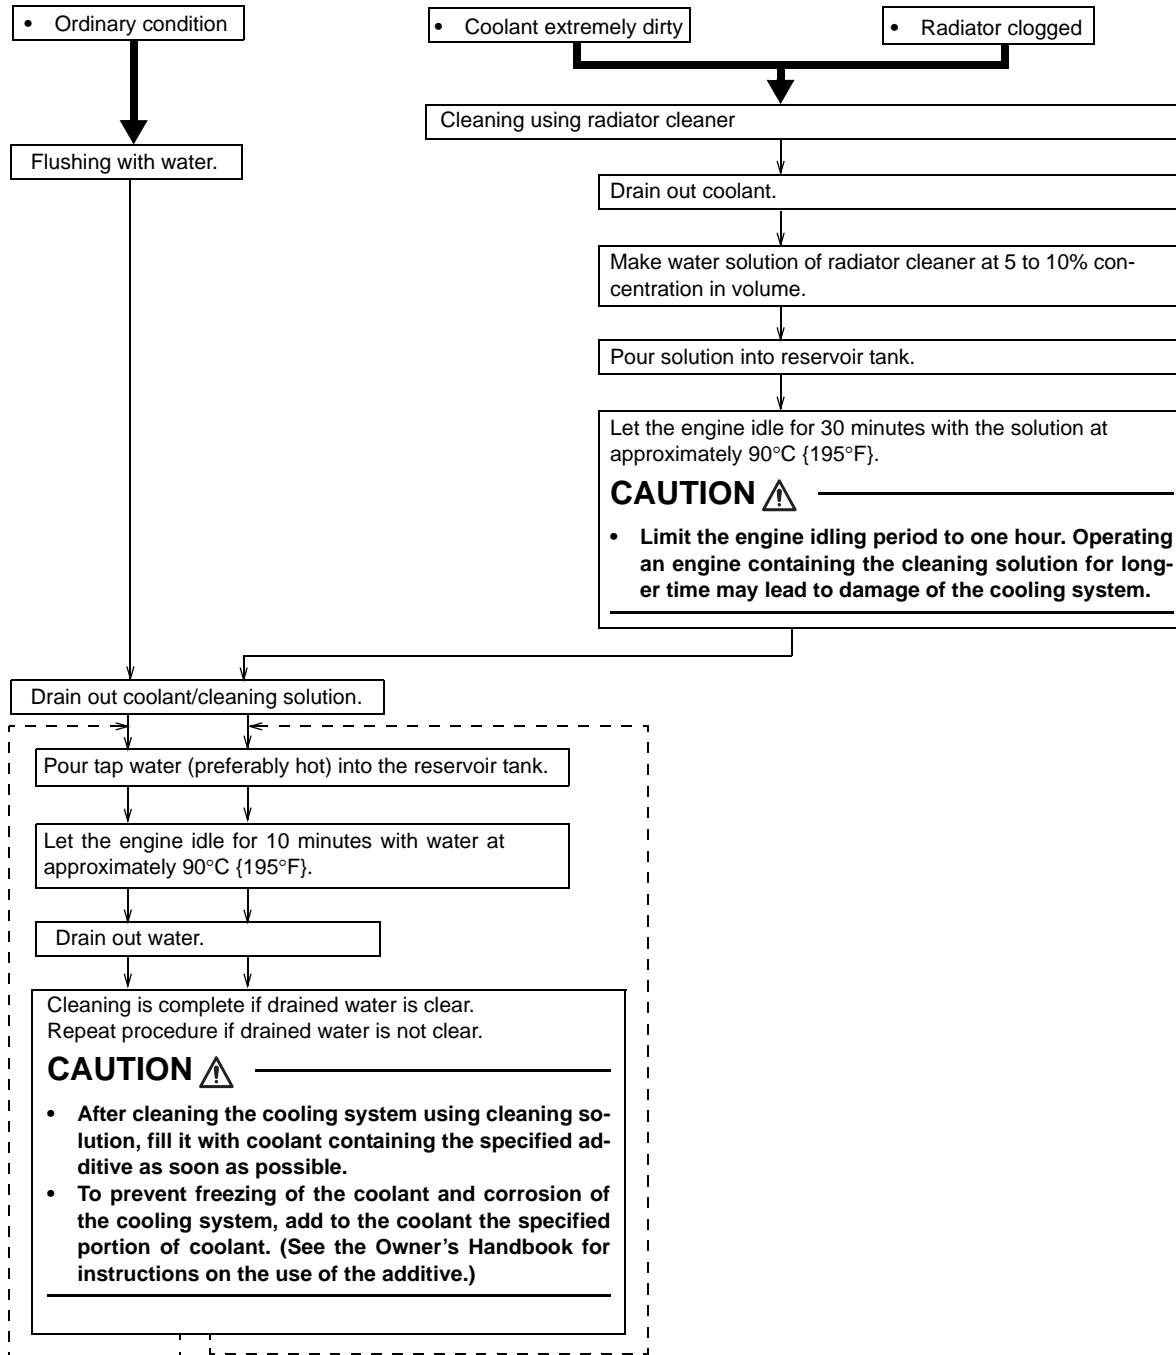 • Ordinary condition
• Coolant extremely dirty
• Radiator clogged
Cleaning using radiator cleaner
Flushing with water.
Drain out coolant.
Make water solution of radiator cleaner at 5 to 10% con-
centration in volume.
Pour solution into reservoir tank.
Let the engine idle for 30 minutes with the solution at
approximately 90°C {195°F}.
CAUTION
• Limit the engine idling period to one hour. Operating
an engine containing the cleaning solution for long-
er time may lead to damage of the cooling system.
Drain out coolant/cleaning solution.
Pour tap water (preferably hot) into the reservoir tank.
Let the engine idle for 10 minutes with water at
approximately 90°C {195°F}.
Drain out water.
Cleaning is complete if drained water is clear.
Repeat procedure if drained water is not clear.
CAUTION
• After cleaning the cooling system using cleaning so-
lution, fill it with coolant containing the specified ad-
ditive as soon as possible.
• To prevent freezing of the coolant and corrosion of
the cooling system, add to the coolant the specified
portion of coolant. (See the Owner's Handbook for
instructions on the use of the additive.)